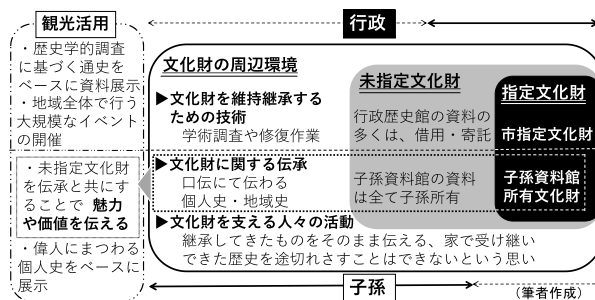 観光活用
行政
・歴史学的調査
に基づく通史を
ベースに資料展示
・地域全体で行う
大規模なイベント
の開催
・未指定文化財
を伝承と共にす
ることで 魅力
や価値を伝える
・偉人にまつわる
個人史をベースに
展示
文化財の周辺環境
▶文化財を維持継承する
ための技術
学術調査や修復作業
▶文化財に関する伝承
口伝にて伝わる
個人史・地域史
▶文化財を支える人々の活動
継承してきたものをそのまま伝える、家で受け継い
できた歴史を途切れさすことはできないという思い
未指定文化財
行政歴史館の資料の
多くは、借用・寄託
子孫資料館の資料
は全て子孫所有
指定文化財
市指定文化財
子孫資料館
所有文化財
子孫
（筆者作成）